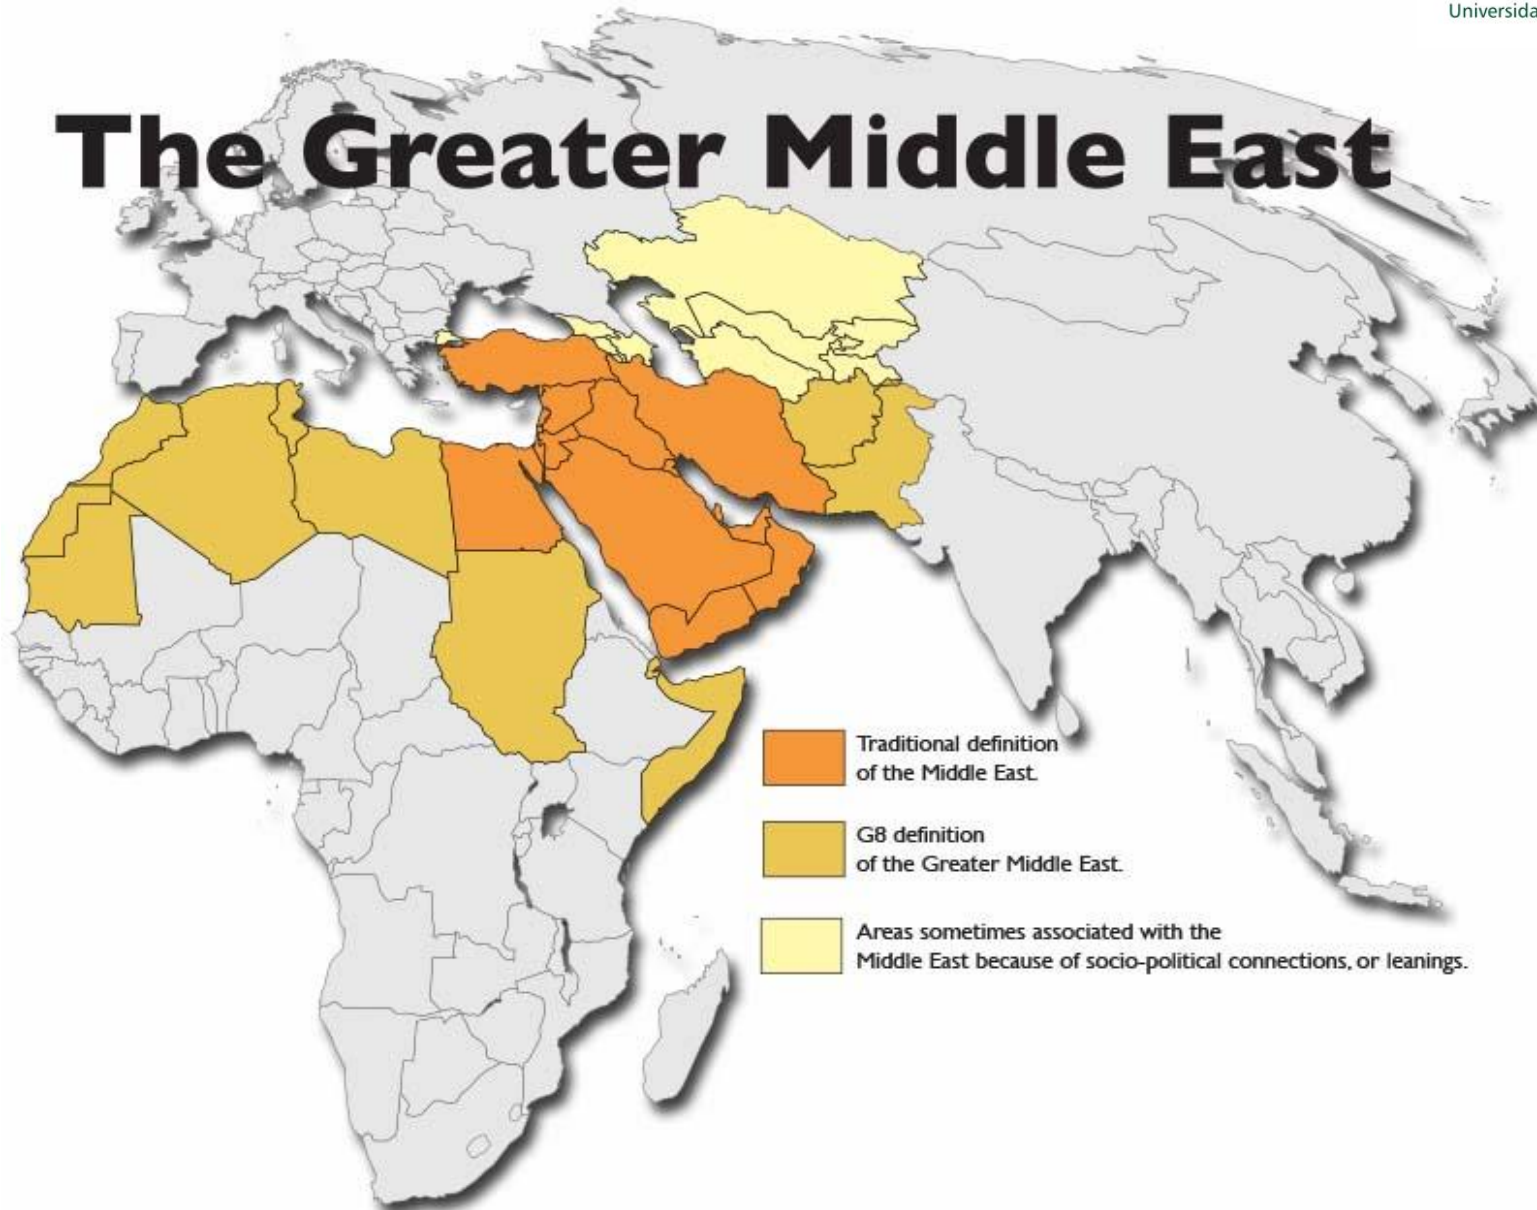 Universida
The Greater Middle East
Traditional definition
of the Middle East.
G8 definition
of the Greater Middle East.
Areas sometimes associated with the
Middle East because of socio-political connections, or leanings.